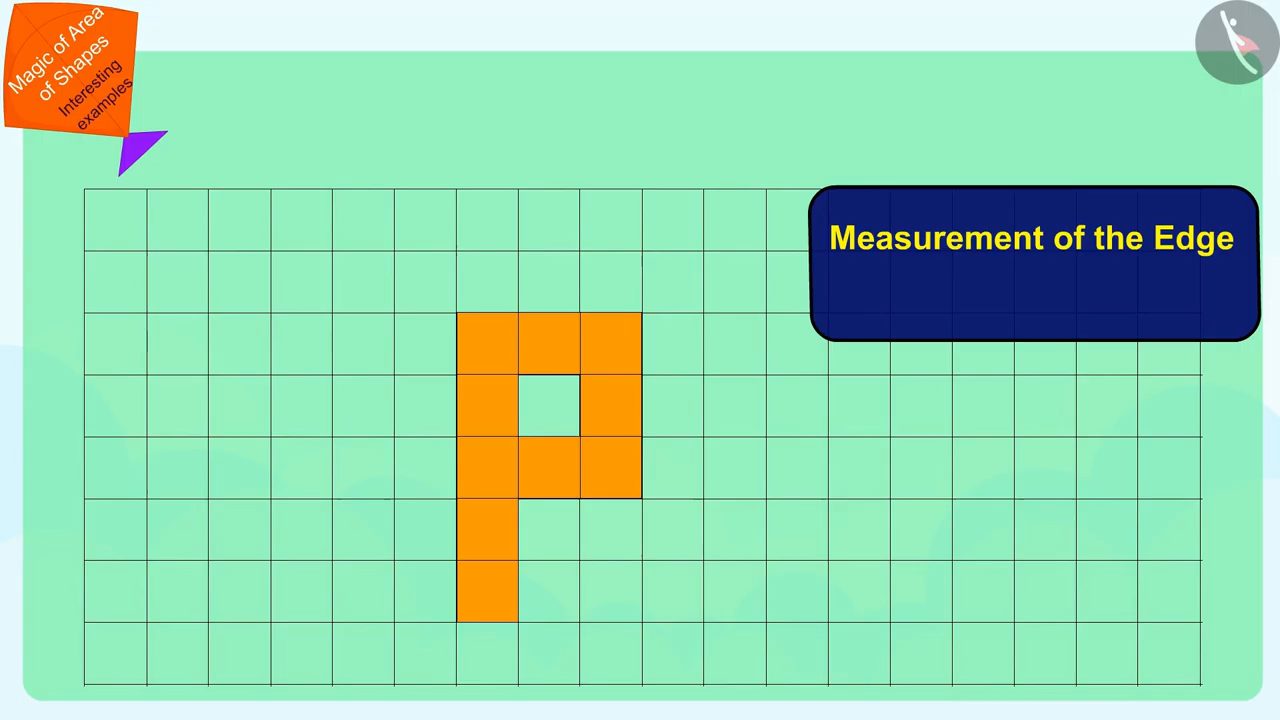 Magic of Area
of Shapes
Interesting
examples
Measurement of the Edge